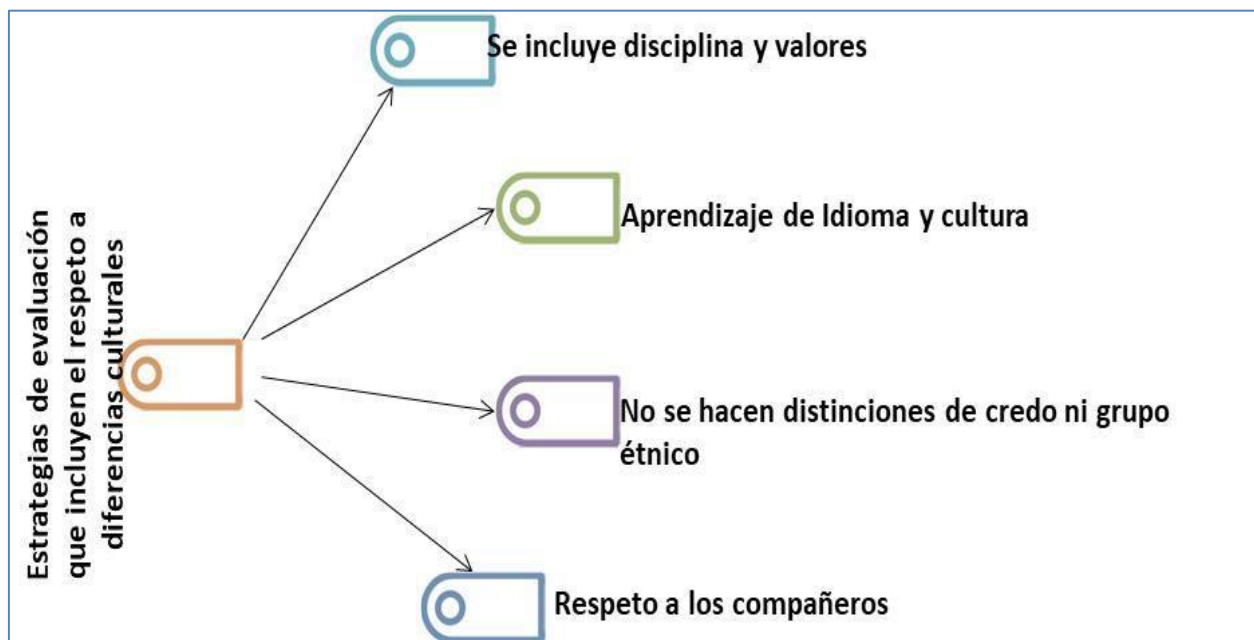 Estrategias de evaluación
que incluyen el respeto a
diferencias culturales
Se incluye disciplina y valores
Aprendizaje de Idioma y cultura
No se hacen distinciones de credo ni grupo
étnico
Respeto a los compañeros